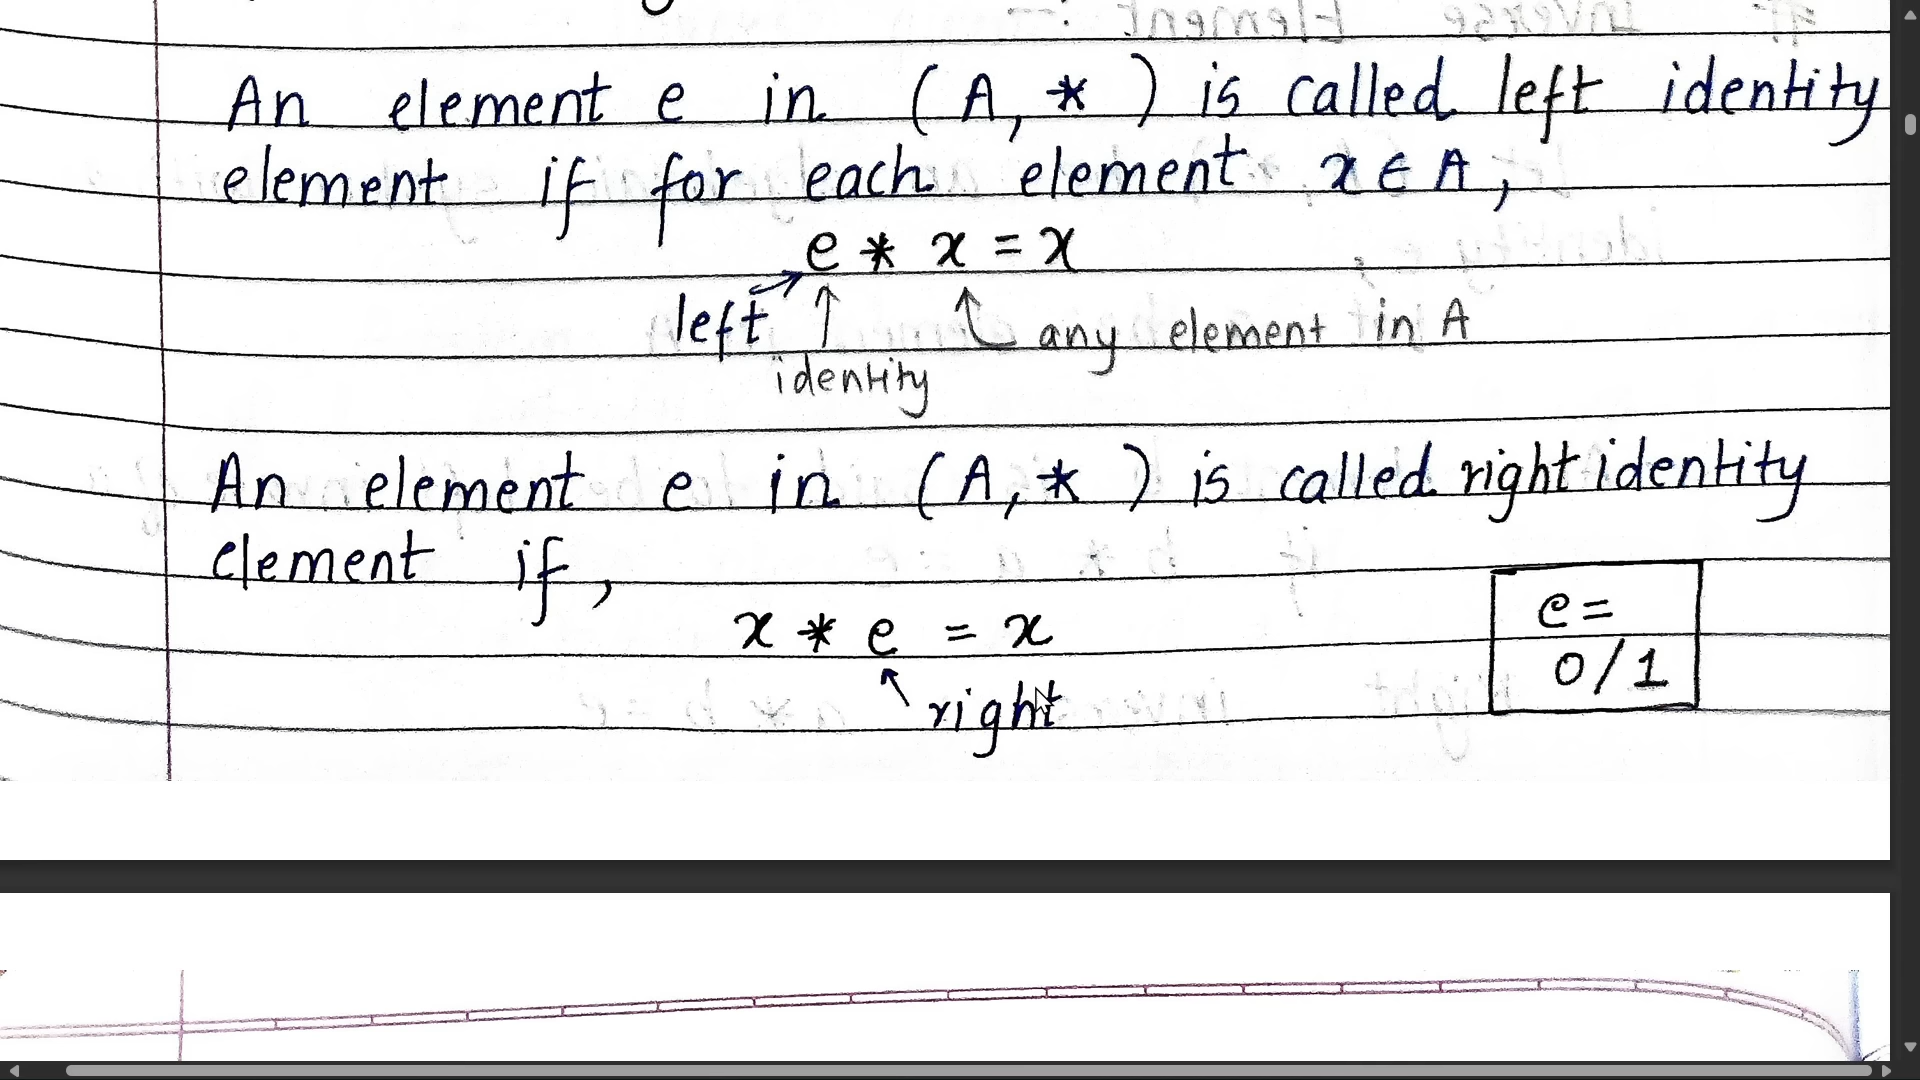 An element e in (A, * ) is called left identity
element if for each element x ∈ A,
e * x = x
left
any element in A
identity
An element e in (A, * ) is called right identity
element if,
x * e = x
right
e =
0/1